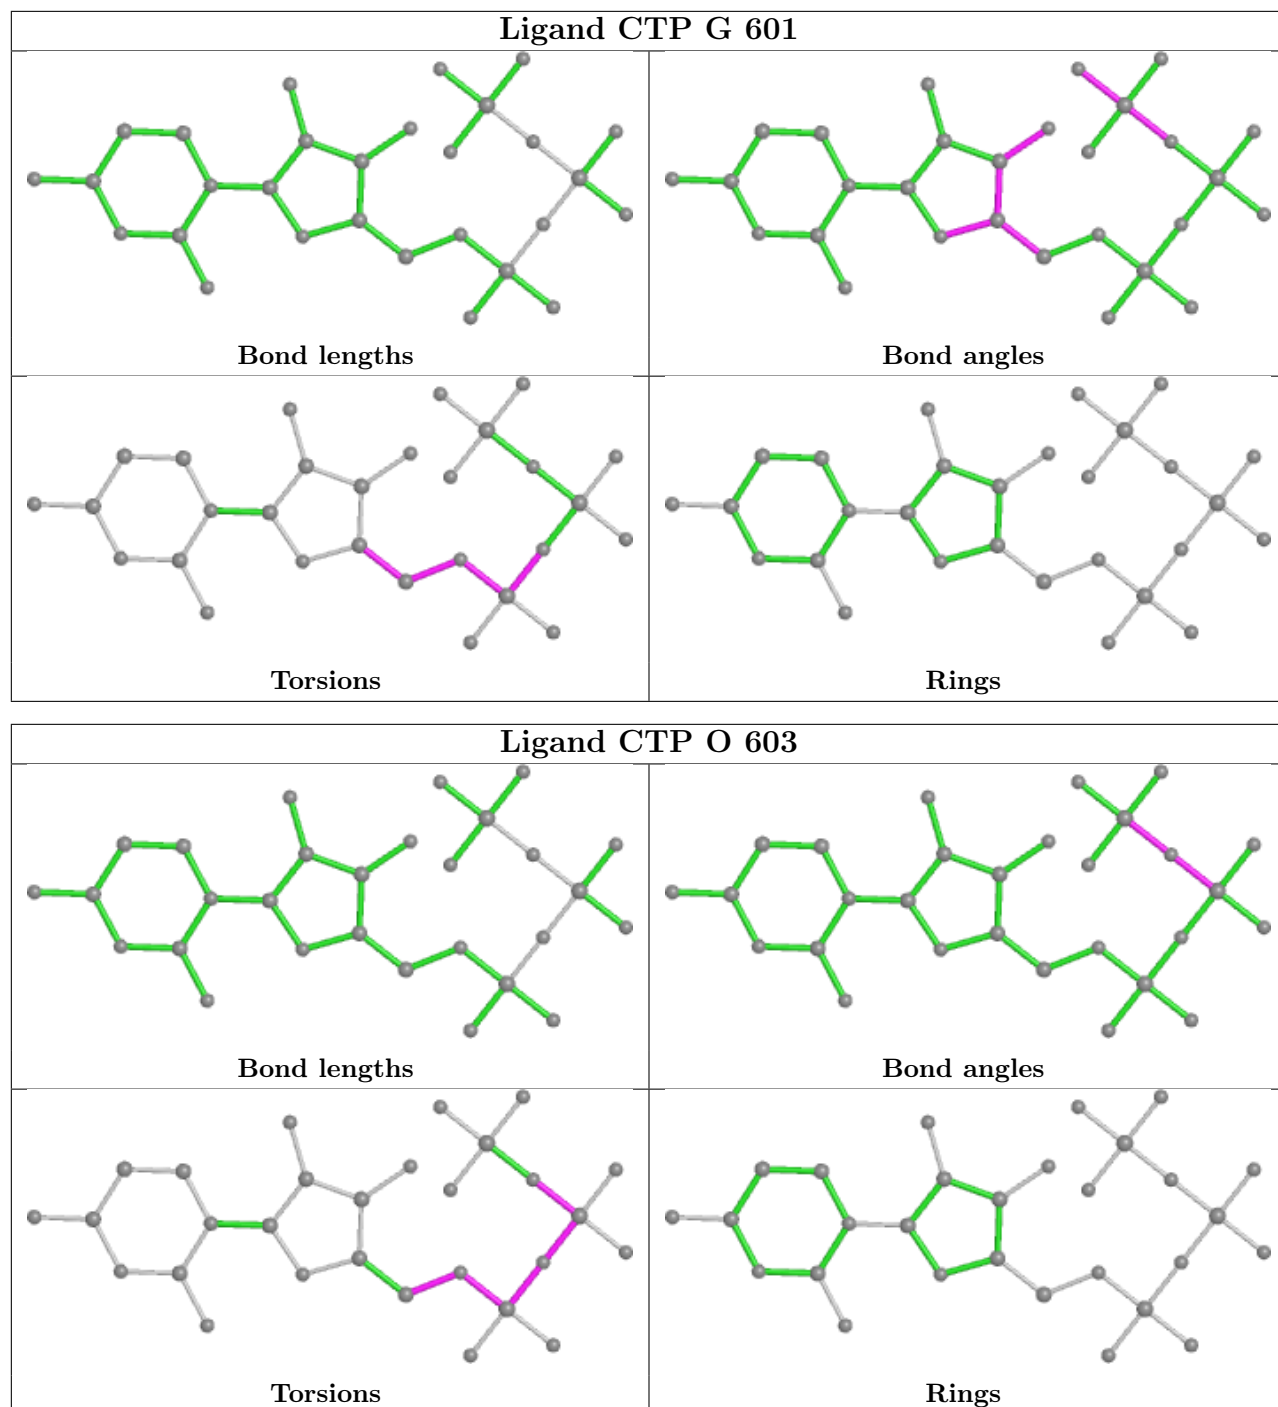 Ligand CTP G 601
Bond lengths
Bond angles
Torsions
Rings
Ligand CTP O 603
Bond lengths
Bond angles
Torsions
Rings